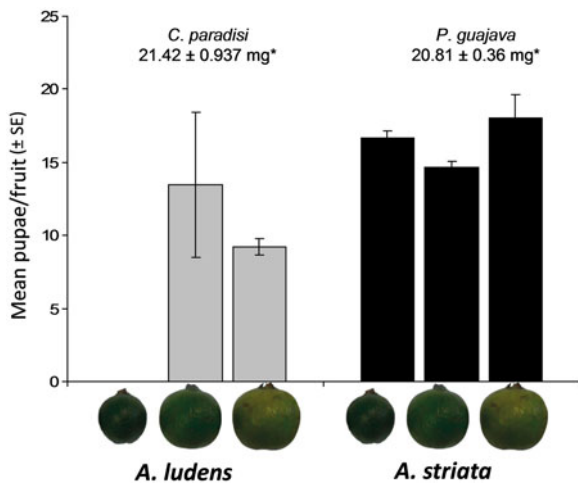 C. paradisi
21.42 ± 0.937 mg*
P. guajava
20.81 ± 0.36 mg*
Mean pupae/fruit (± SE)
25
20
15
10
5
0
A. ludens
A. striata